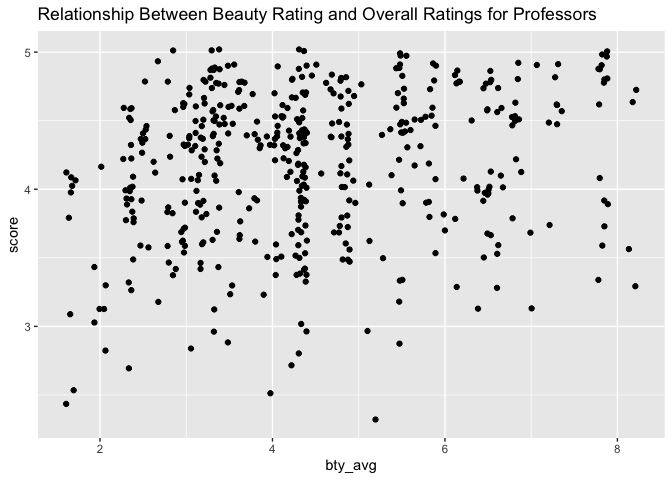 Relationship Between Beauty Rating and Overall Ratings for Professors
5
4
3
score
2 4 6 8
bty_avg